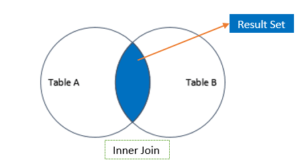 Result Set
Table A
Table B
Inner Join